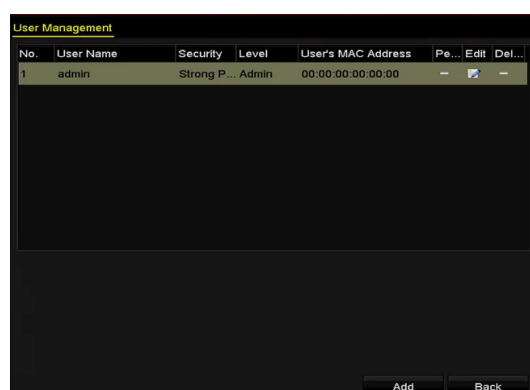 User Management
No. User Name Security Level User's MAC Address Pe... Edit Del...
1 admin Strong P... Admin 00:00:00:00:00:00 – –
Add Back